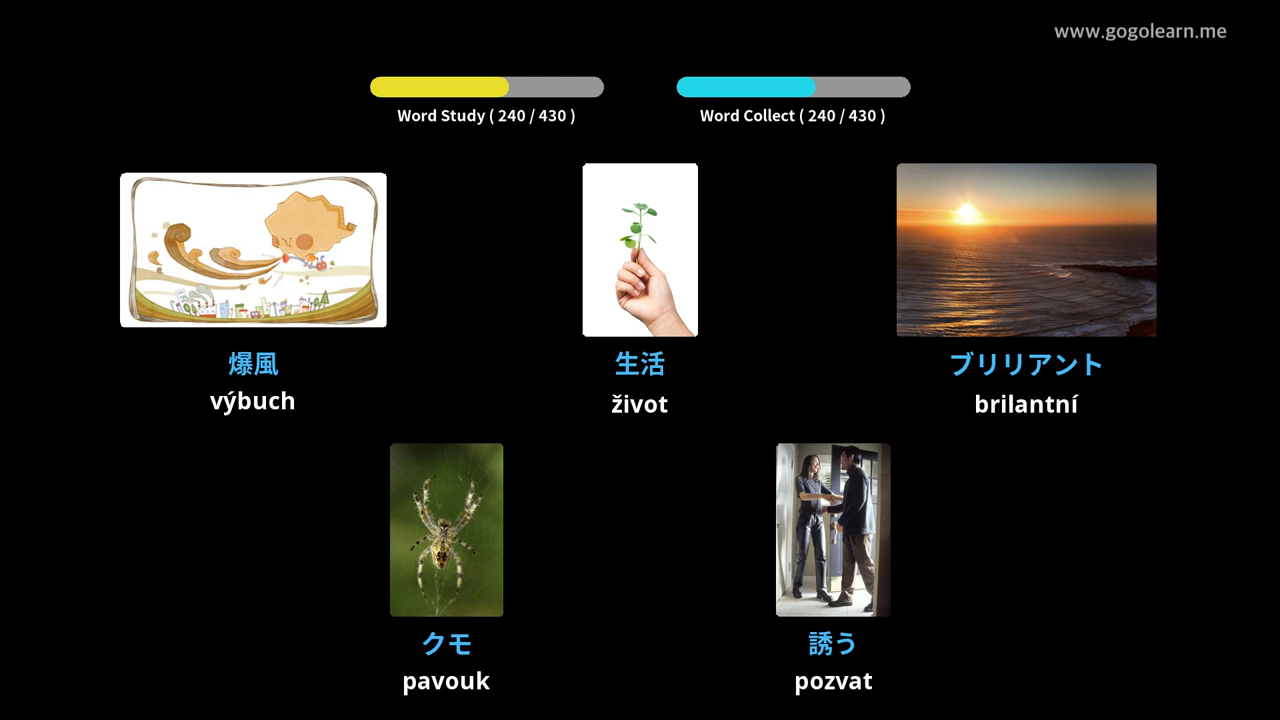 www.gogolearn.me
Word Study ( 240 / 430 )
Word Collect ( 240 / 430 )
爆風
výbuch
生活
život
ブリリアント
brilantní
クモ
pavouk
誘う
pozvat